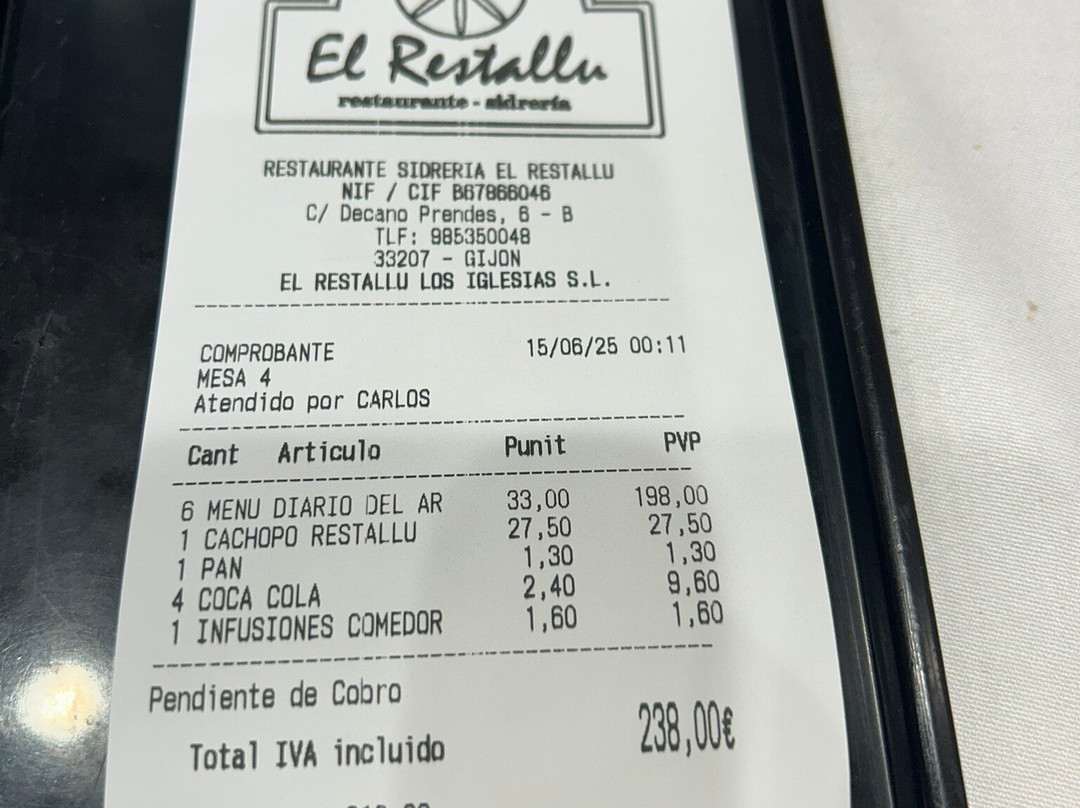 El Restallu
restaurante - sidrería
RESTAURANTE SIDRERIA EL RESTALLU
NIF / CIF B67866046
C/ Decano Prendes, 6 - B
TLF: 985350048
33207 - GIJON
EL RESTALLU LOS IGLESIAS S.L.
COMPROBANTE 15/06/25 00:11
MESA 4
Atendido por CARLOS
Cant Articulo Punit PVP
6 MENU DIARIO DEL AR 33,00 198,00
1 CACHOPO RESTALLU 27,50 27,50
1 PAN 1,30 1,30
4 COCA COLA 2,40 9,60
1 INFUSIONES COMEDOR 1,60 1,60
Pendiente de Cobro
Total IVA incluido 238,00€